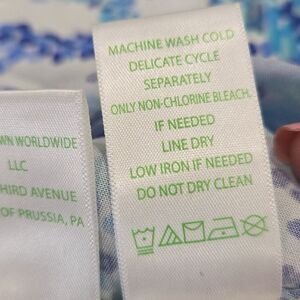 MACHINE WASH COLD
DELICATE CYCLE
SEPARATELY
ONLY NON-CHLORINE BLEACH,
IF NEEDED
LINE DRY
LOW IRON IF NEEDED
DO NOT DRY CLEAN
WN WORLDWIDE
LLC
HIRD AVENUE
OF PRUSSIA, PA